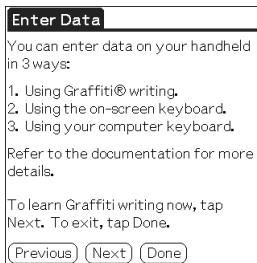 Enter Data
You can enter data on your handheld
in 3 ways:
1. Using Graffiti® writing.
2. Using the on-screen keyboard.
3. Using your computer keyboard.
Refer to the documentation for more
details.
To learn Graffiti writing now, tap
Next. To exit, tap Done.
Previous Next Done